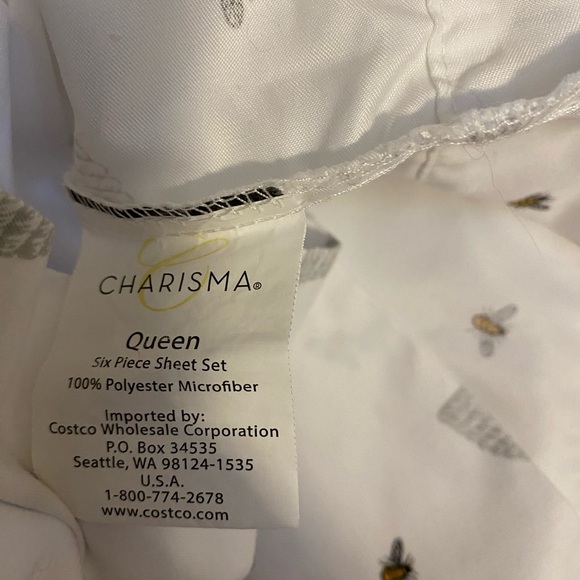 CHARISMA®
Queen
Six Piece Sheet Set
100% Polyester Microfiber
Imported by:
Costco Wholesale Corporation
P.O. Box 34535
Seattle, WA 98124-1535
U.S.A.
1-800-774-2678
www.costco.com